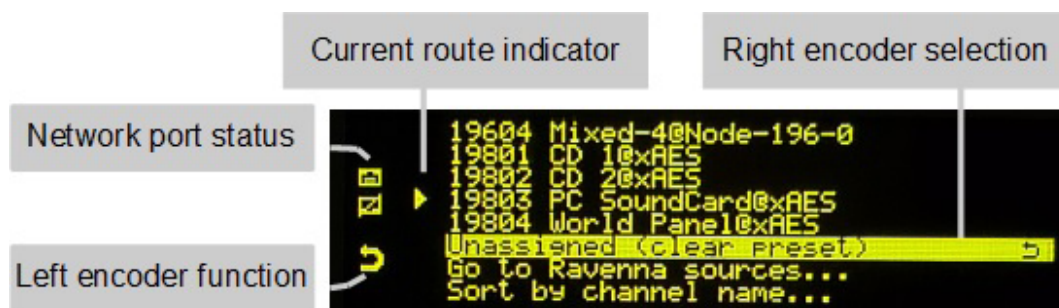 Current route indicator
Right encoder selection
Network port status
Left encoder function
19604 Mixed-4@Node-196-0
19801 CD 1@xAES
19802 CD 2@xAES
19803 PC SoundCard@xAES
19804 World Panel@xAES
Unassigned (clear preset)
Go to Ravenna sources...
Sort by channel name...